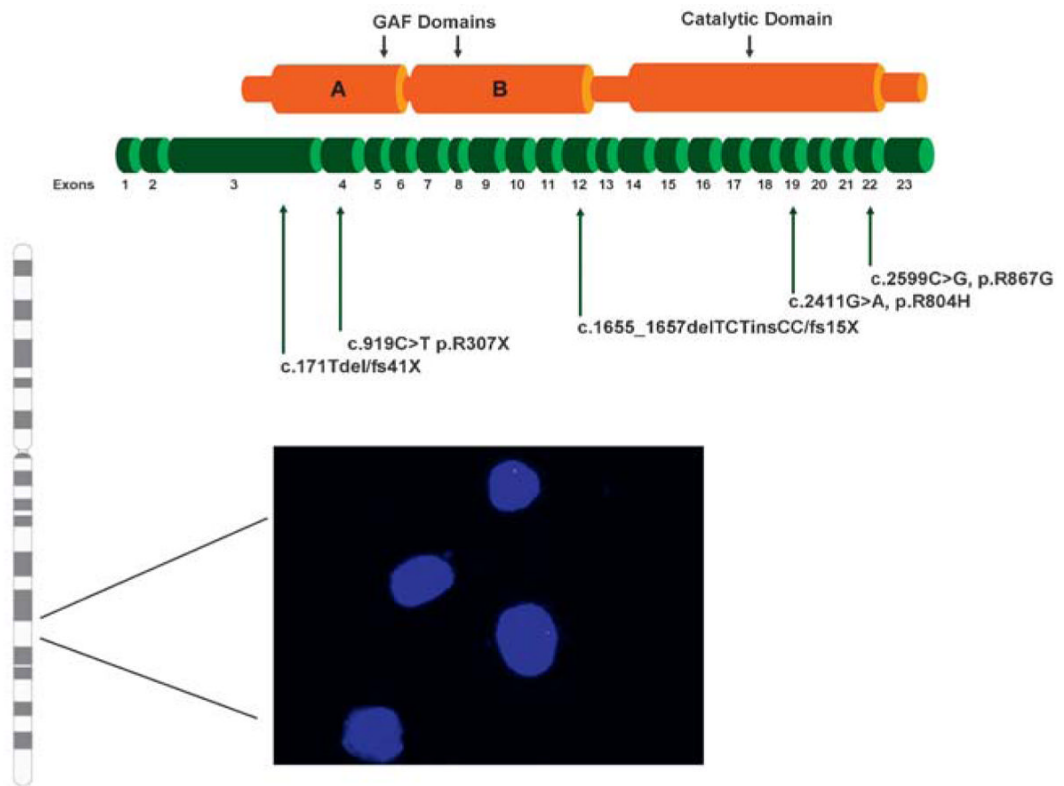 GAF Domains
Catalytic Domain
A
B
Exons 1 2 3 4 5 6 7 8 9 10 11 12 13 14 15 16 17 18 19 20 21 22 23
c.2599C>G, p.R867G
c.2411G>A, p.R804H
c.1655_1657delTCTinsCC/fs15X
c.919C>T p.R307X
c.171Tdel/fs41X